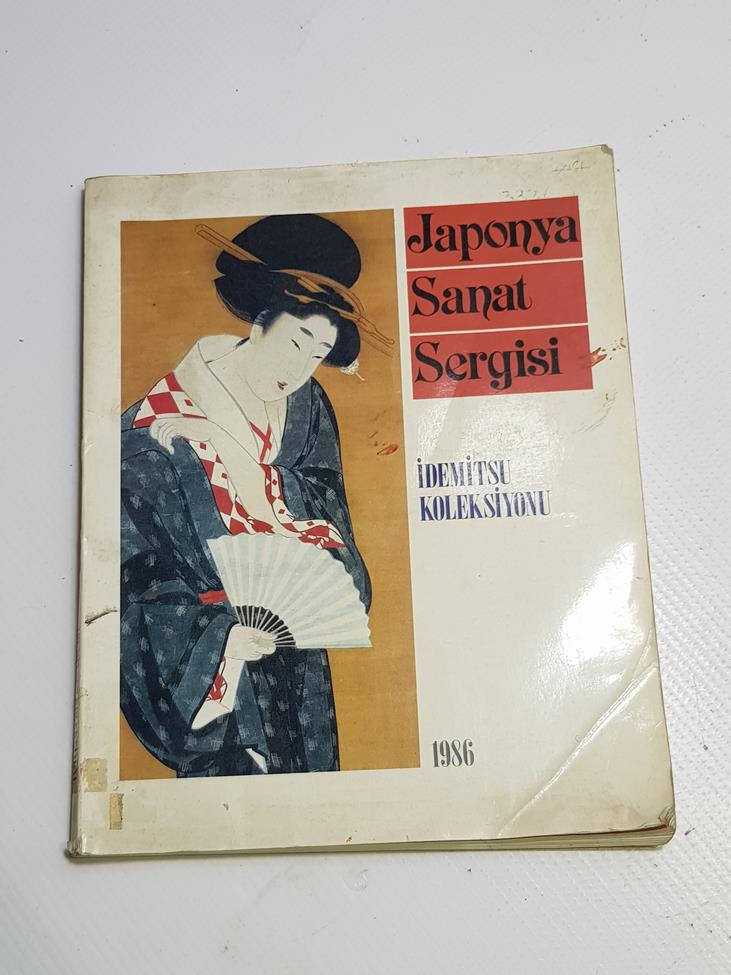 Japonya
Sanat
Sergisi
İDEMİTSU
KOLEKSİYONU
1986